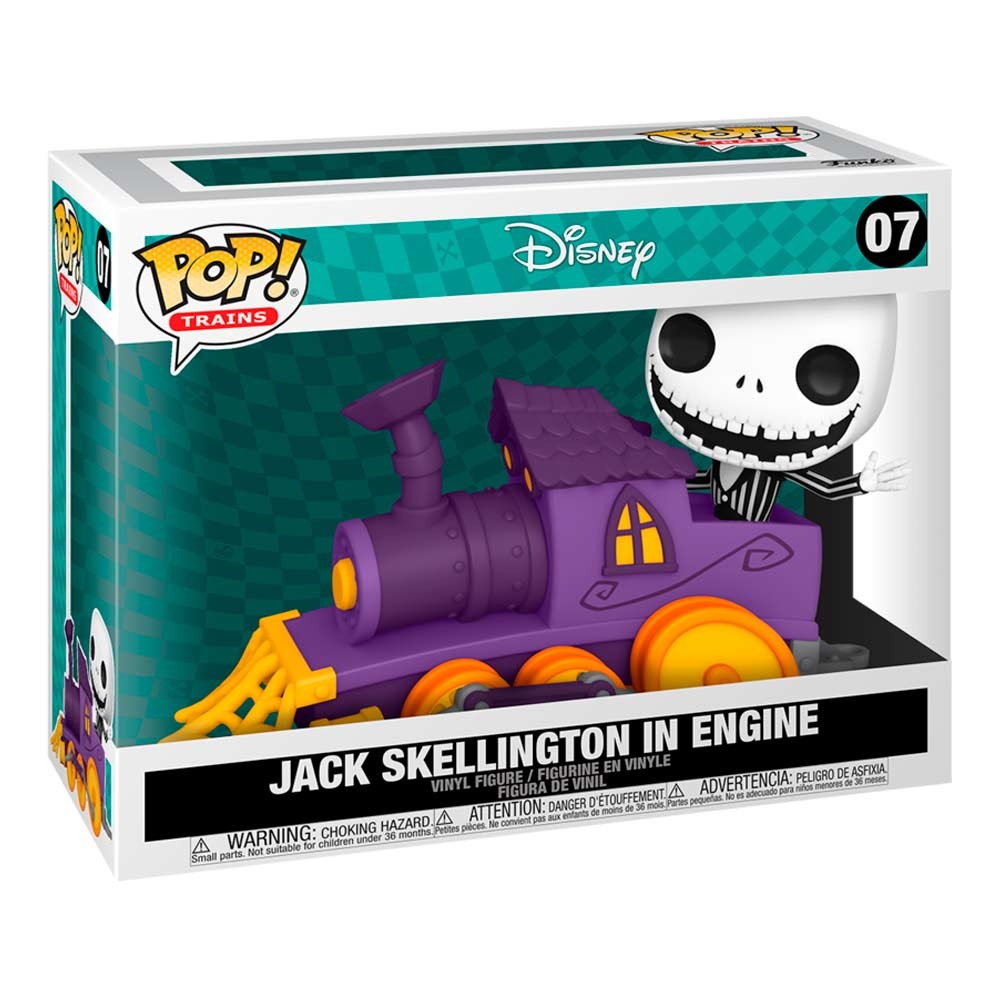 POP!
TRAINS
Funko
POP!
TRAINS
07
POP!®
TRAINS
Disney
07
JACK SKELLINGTON IN ENGINE
VINYL FIGURE / FIGURINE EN VINYLE
FIGURA DE VINIL
⚠ WARNING: CHOKING HAZARD.
Small parts. Not suitable for children under 36 months.
⚠ ATTENTION: DANGER D'ÉTOUFFEMENT.
Petites pièces. Ne convient pas aux enfants de moins de 36 mois.
⚠ ADVERTENCIA: PELIGRO DE ASFIXIA.
Partes pequeñas. No es adecuado para niños menores de 36 meses.